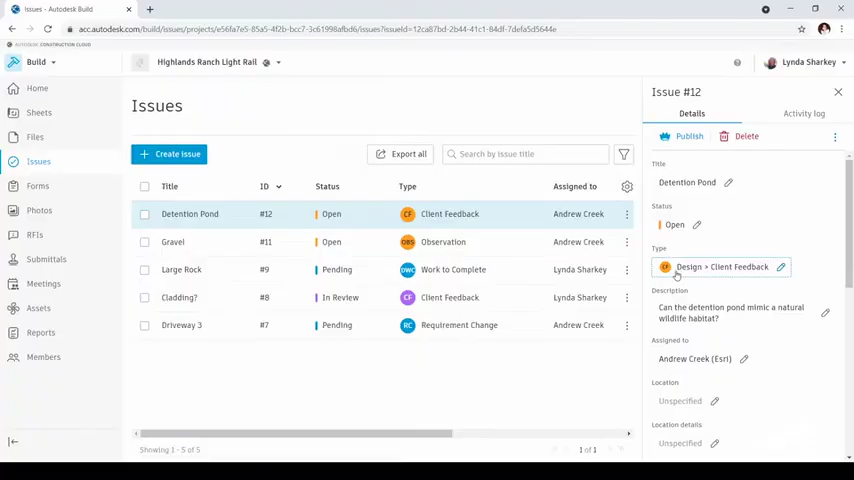 Issues - Autodesk Build
acc.autodesk.com/build/issues/projects/e56fa7e5-85a5-4f2b-bcc7-3c61998afbd6/issues?issueId=12ca87bd-2b44-41c1-84df-7defa5d5644e
AUTODESK CONSTRUCTION CLOUD
Build
Highlands Ranch Light Rail
Lynda Sharkey
Home
Sheets
Files
Issues
Forms
Photos
RFIs
Submittals
Meetings
Assets
Reports
Members
Issues
Create issue
Export all
Search by issue title
Title ID Status Type Assigned to
Detention Pond #12 Open CF Client Feedback Andrew Creek
Gravel #11 Open OBS Observation Andrew Creek
Large Rock #9 Pending OWC Work to Complete Lynda Sharkey
Cladding? #8 In Review CF Client Feedback Lynda Sharkey
Driveway 3 #7 Pending RC Requirement Change Andrew Creek
Showing 1 - 5 of 5
1 of 1
Issue #12
Details Activity log
Publish Delete
Title
Detention Pond
Status
Open
Type
CF Design > Client Feedback
Description
Can the detention pond mimic a natural
wildlife habitat?
Assigned to
Andrew Creek (Esri)
Location
Unspecified
Location details
Unspecified